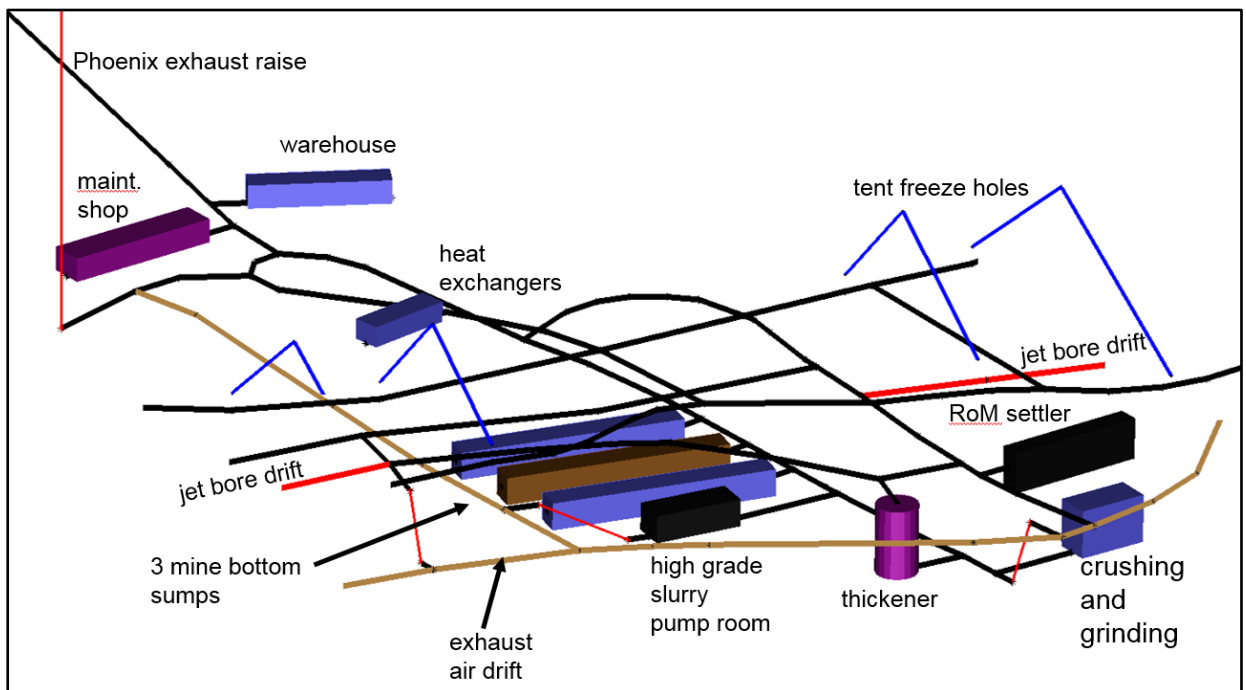 Phoenix exhaust raise
warehouse
maint.
shop
tent freeze holes
heat
exchangers
jet bore drift
RoM settler
jet bore drift
3 mine bottom
sumps
exhaust
air drift
high grade
slurry
pump room
thickener
crushing
and
grinding